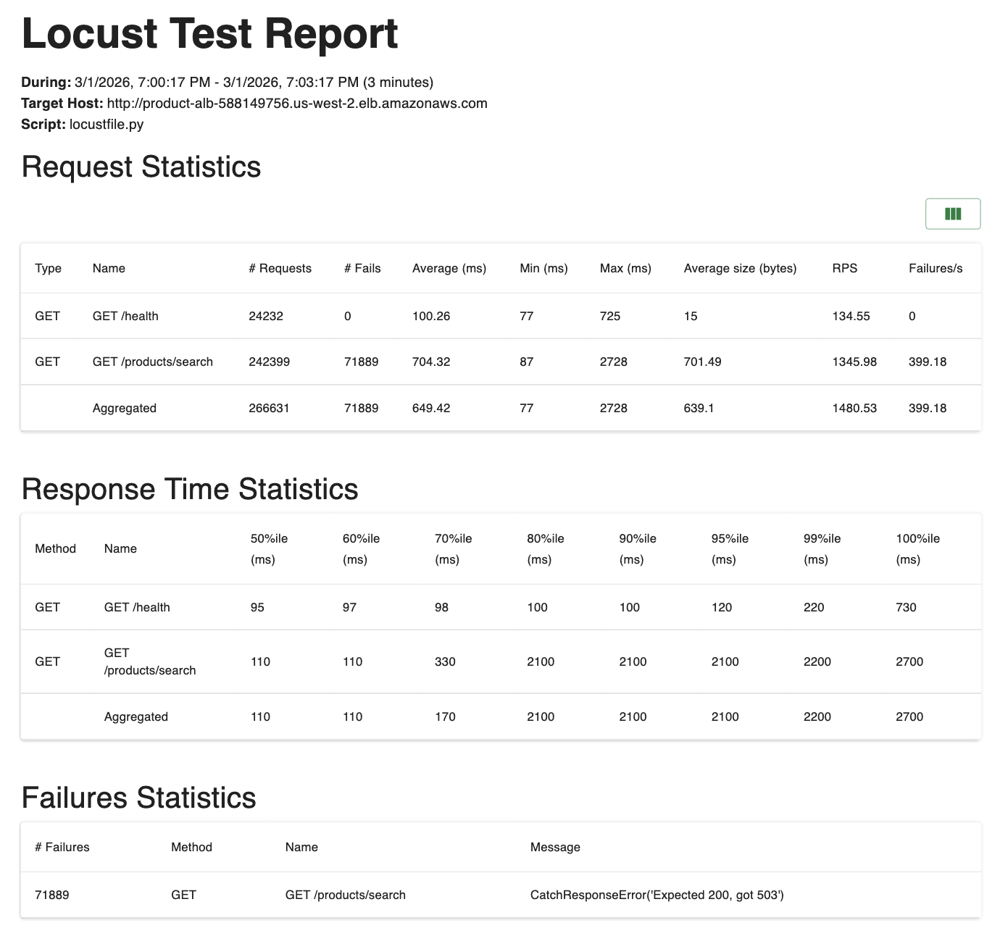 Locust Test Report
During: 3/1/2026, 7:00:17 PM - 3/1/2026, 7:03:17 PM (3 minutes)
Target Host: http://product-alb-588149756.us-west-2.elb.amazonaws.com
Script: locustfile.py
Request Statistics
Type Name # Requests # Fails Average (ms) Min (ms) Max (ms) Average size (bytes) RPS Failures/s
GET GET /health 24232 0 100.26 77 725 15 134.55 0
GET GET /products/search 242399 71889 704.32 87 2728 701.49 1345.98 399.18
Aggregated 266631 71889 649.42 77 2728 639.1 1480.53 399.18
Response Time Statistics
Method Name 50%ile (ms) 60%ile (ms) 70%ile (ms) 80%ile (ms) 90%ile (ms) 95%ile (ms) 99%ile (ms) 100%ile (ms)
GET GET /health 95 97 98 100 100 120 220 730
GET GET /products/search 110 110 330 2100 2100 2100 2200 2700
Aggregated 110 110 170 2100 2100 2100 2200 2700
Failures Statistics
# Failures Method Name Message
71889 GET GET /products/search CatchResponseError('Expected 200, got 503')